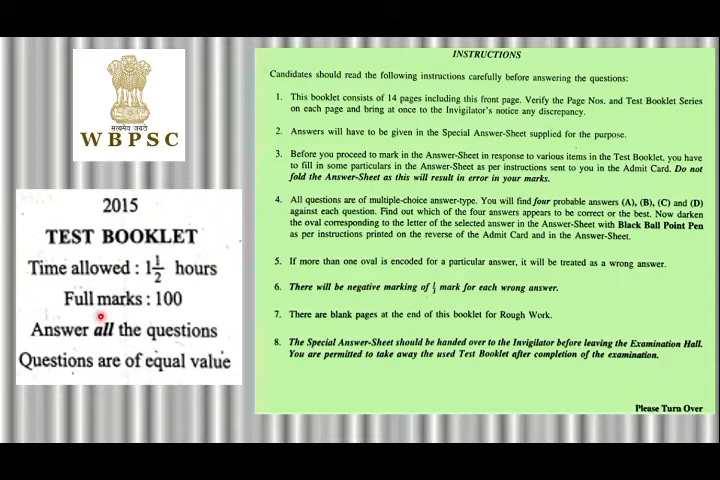 सत्यमेव जयते
WBPSC
2015
TEST BOOKLET
Time allowed : 1 1/2 hours
Full marks : 100
Answer all the questions
Questions are of equal value
INSTRUCTIONS
Candidates should read the following instructions carefully before answering the questions:
1. This booklet consists of 14 pages including this front page. Verify the Page Nos. and Test Booklet Series
on each page and bring at once to the Invigilator's notice any discrepancy.
2. Answers will have to be given in the Special Answer-Sheet supplied for the purpose.
3. Before you proceed to mark in the Answer-Sheet in response to various items in the Test Booklet, you have
to fill in some particulars in the Answer-Sheet as per instructions sent to you in the Admit Card. Do not
fold the Answer-Sheet as this will result in error in your marks.
4. All questions are of multiple-choice answer-type. You will find four probable answers (A), (B), (C) and (D)
against each question. Find out which of the four answers appears to be correct or the best. Now darken
the oval corresponding to the letter of the selected answer in the Answer-Sheet with Black Ball Point Pen
as per instructions printed on the reverse of the Admit Card and in the Answer-Sheet.
5. If more than one oval is encoded for a particular answer, it will be treated as a wrong answer.
6. There will be negative marking of 1/3 mark for each wrong answer.
7. There are blank pages at the end of this booklet for Rough Work.
8. The Special Answer-Sheet should be handed over to the Invigilator before leaving the Examination Hall.
You are permitted to take away the used Test Booklet after completion of the examination.
Please Turn Over